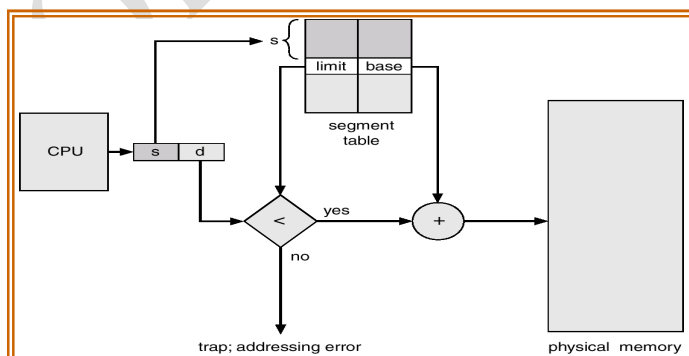 s
limit base
segment
table
CPU
s d
<
yes
+
no
trap; addressing error
physical memory